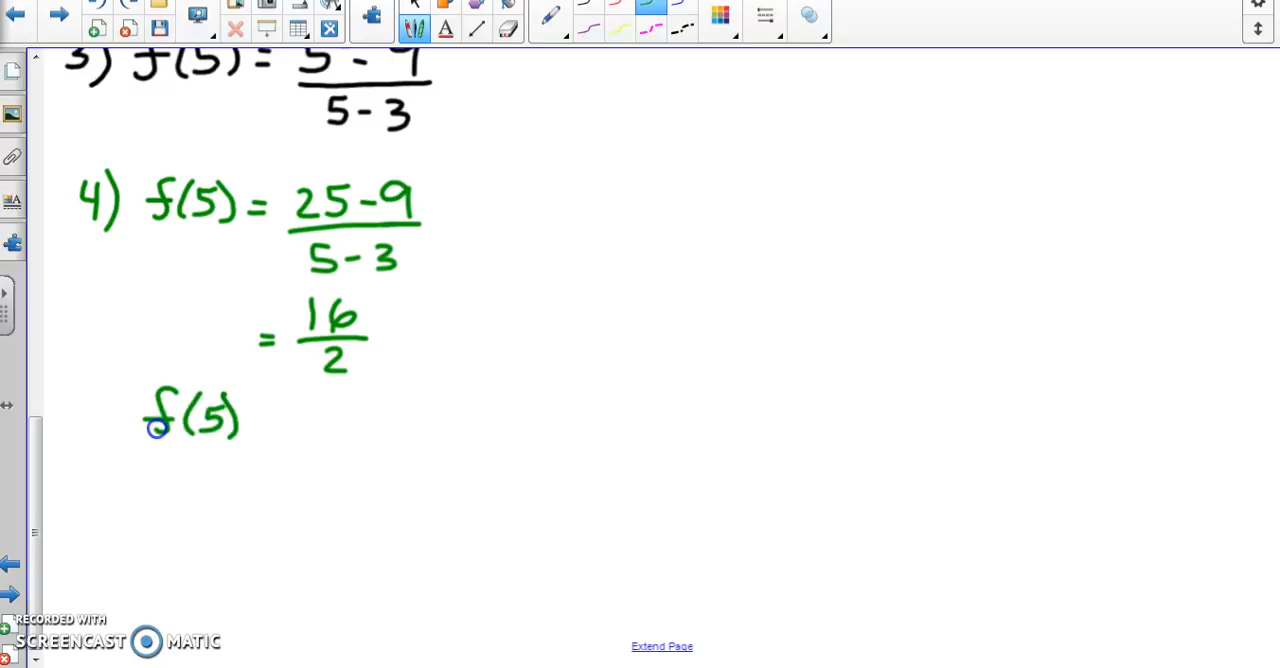 3) f(5) = 5 - 9
5 - 3
4) f(5) = 25 - 9
5 - 3
= 16
2
f(5)
RECORDED WITH
SCREENCAST MATIC
Extend Page